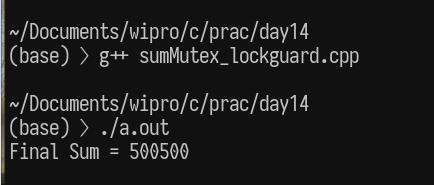 ~/Documents/wipro/c/prac/day14
(base) > g++ sumMutex_lockguard.cpp
~/Documents/wipro/c/prac/day14
(base) > ./a.out
Final Sum = 500500